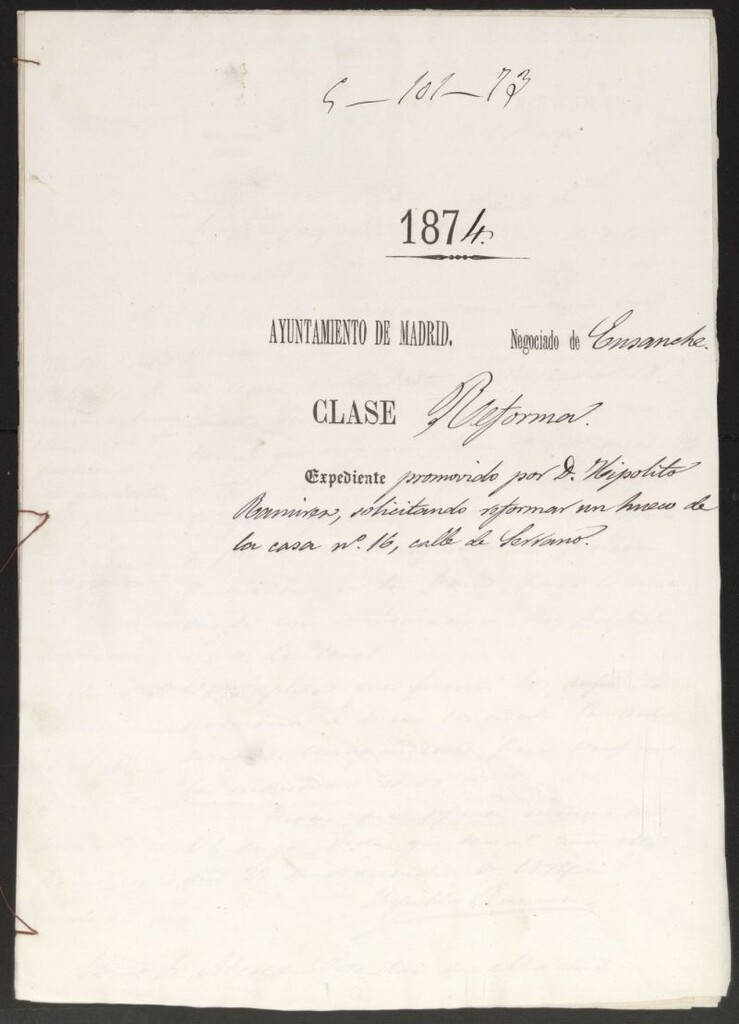 5-101-73
1874.
AYUNTAMIENTO DE MADRID. Negociado de Ensanche.
CLASE Reforma.
Expediente promovido por D. Hipolito
Ramirez, solicitando reformar un hueco de
la casa nº. 16, calle de Serrano.